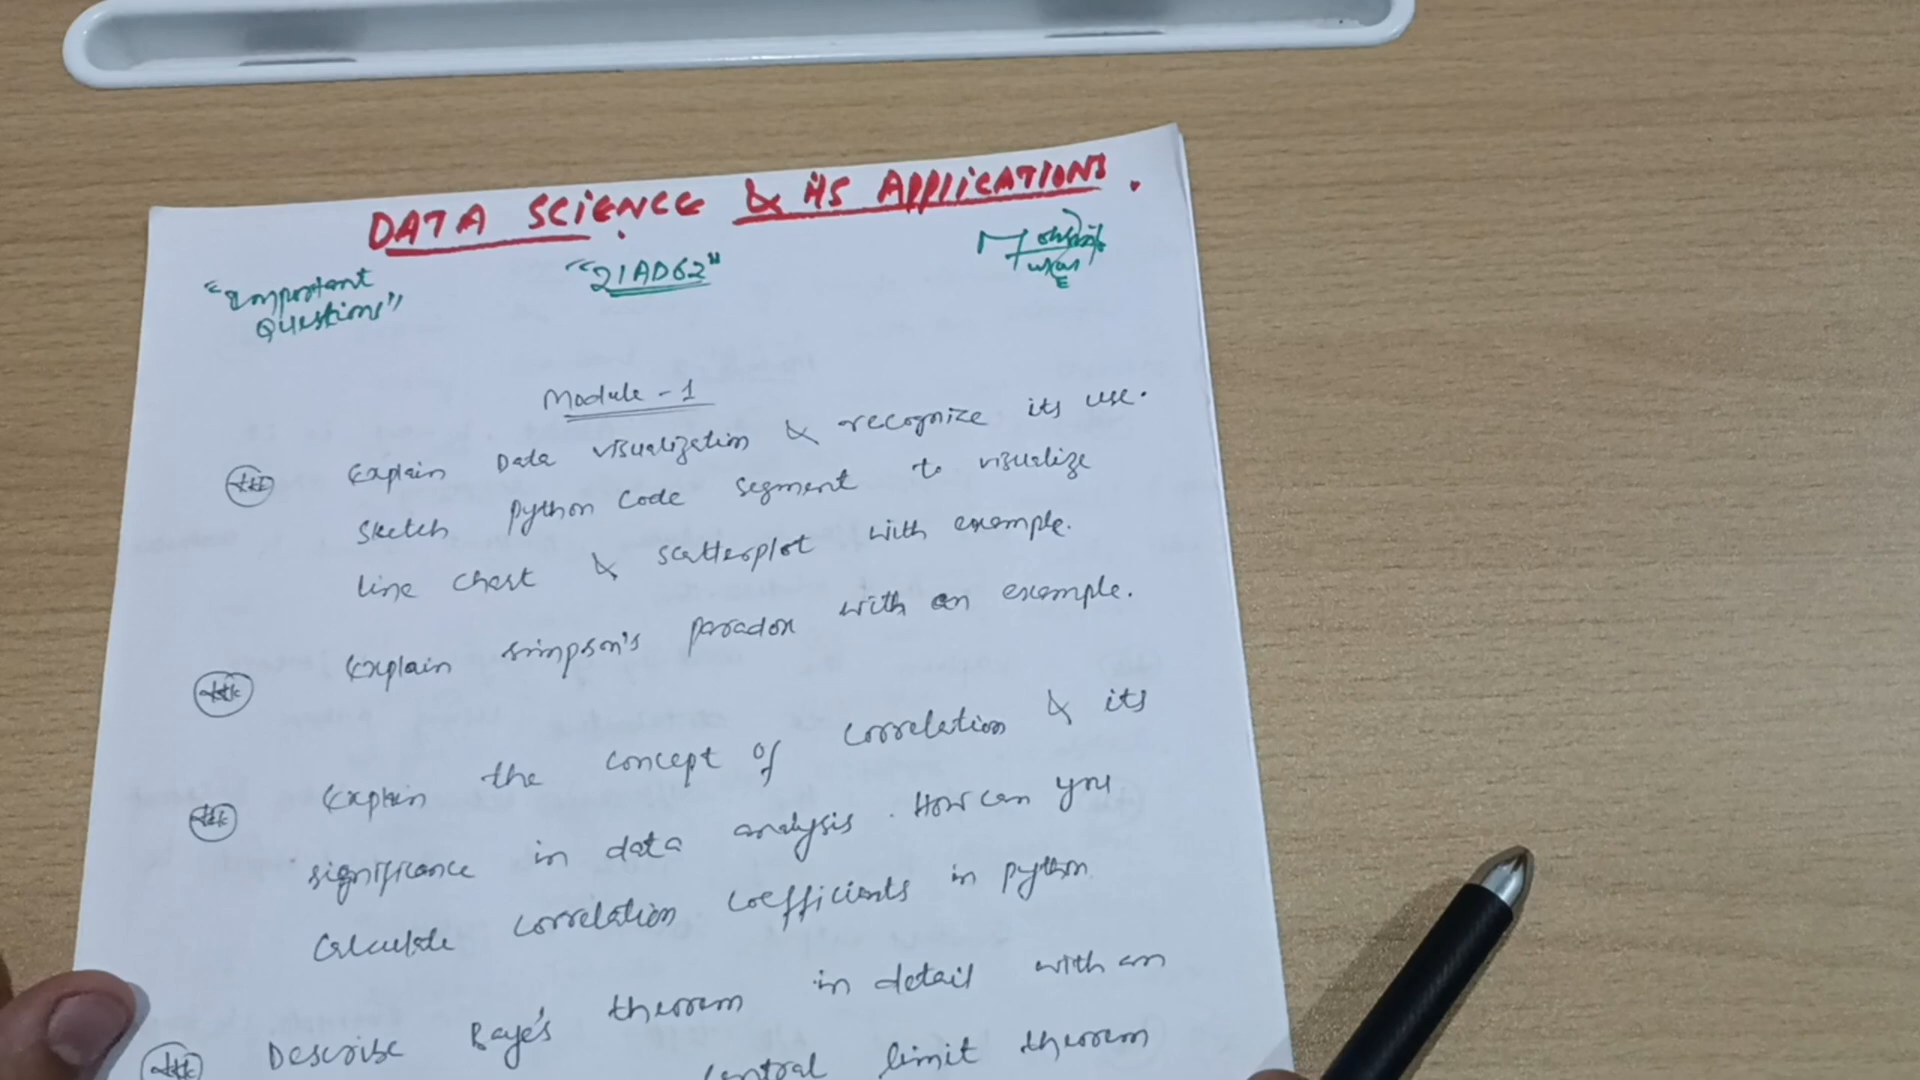 DATA SCIENCE & ITS APPLICATIONS.
"Important
Questions"
"21AD62"
Module - 1
Explain Data visualization & recognize its use.
Sketch python code segment to visualize
line chart & scatterplot with example.
Explain simpson's paradox with an example.
Explain the concept of correlation & its
significance in data analysis. How can you
calculate correlation coefficients in python
Describe Baye's theorem in detail with an
central limit theorem